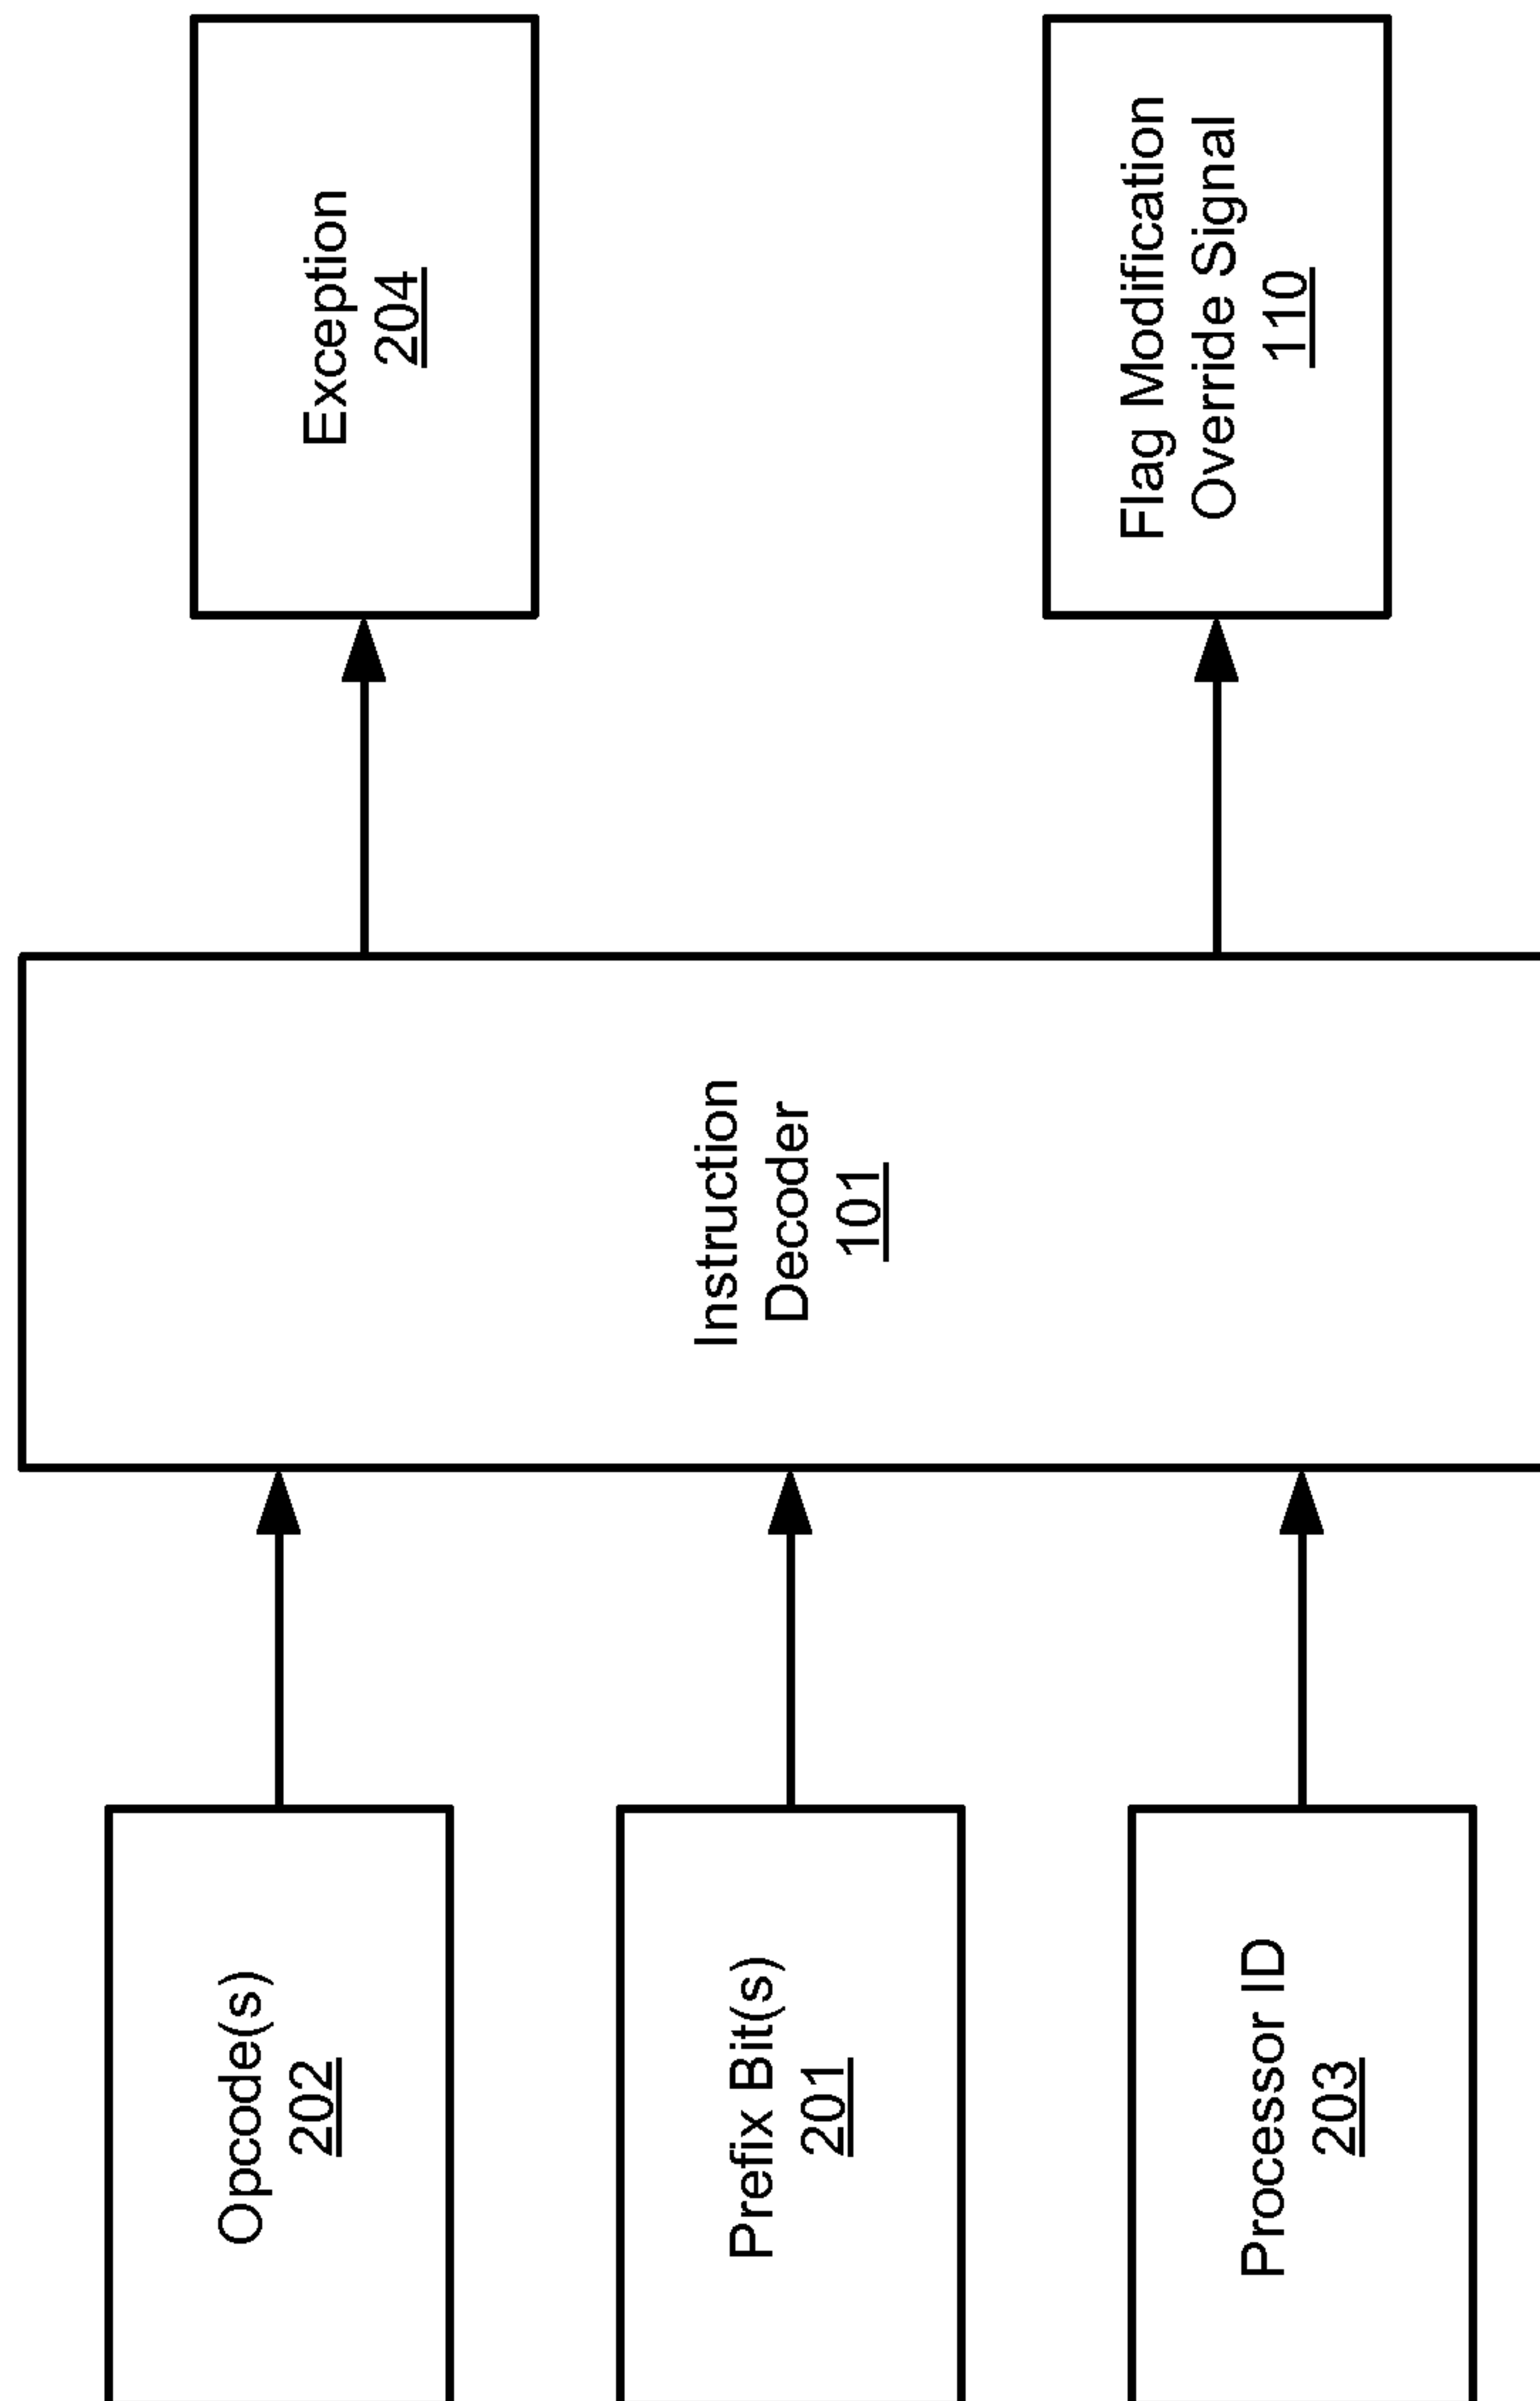 Opcode(s)
202
Prefix Bit(s)
201
Processor ID
203
Instruction
Decoder
101
Exception
204
Flag Modification
Override Signal
110